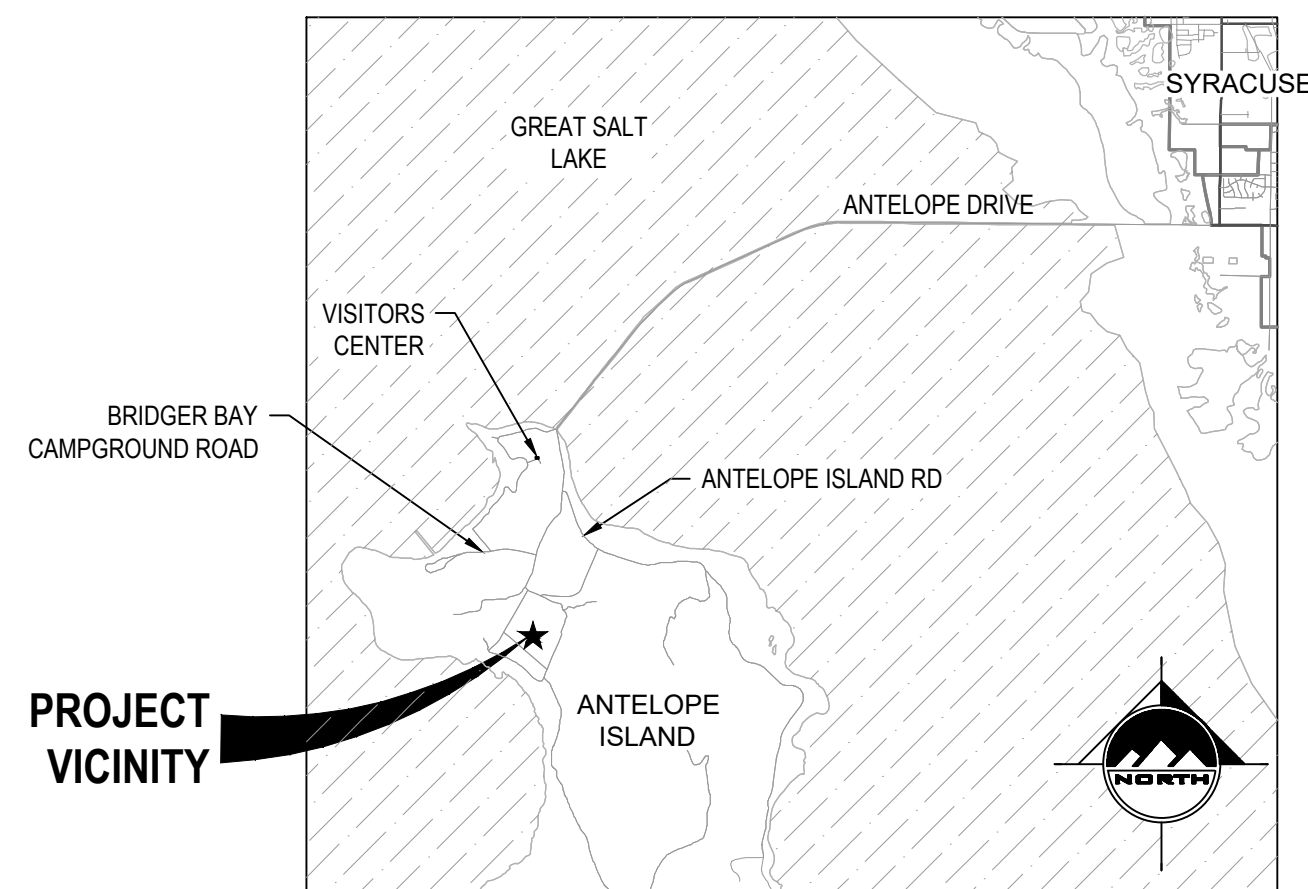 SYRACUSE
GREAT SALT
LAKE
ANTELOPE DRIVE
VISITORS
CENTER
BRIDGER BAY
CAMPGROUND ROAD
ANTELOPE ISLAND RD
PROJECT
VICINITY
ANTELOPE
ISLAND
NORTH